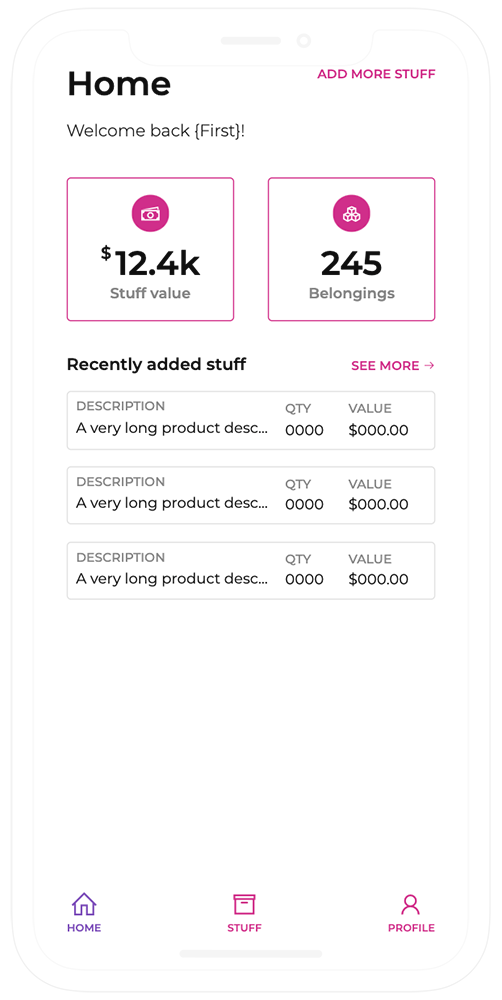 Home
ADD MORE STUFF
Welcome back {First}!
$12.4k
Stuff value
245
Belongings
Recently added stuff
SEE MORE →
DESCRIPTION QTY VALUE
A very long product desc... 0000 $000.00
DESCRIPTION QTY VALUE
A very long product desc... 0000 $000.00
DESCRIPTION QTY VALUE
A very long product desc... 0000 $000.00
HOME STUFF PROFILE